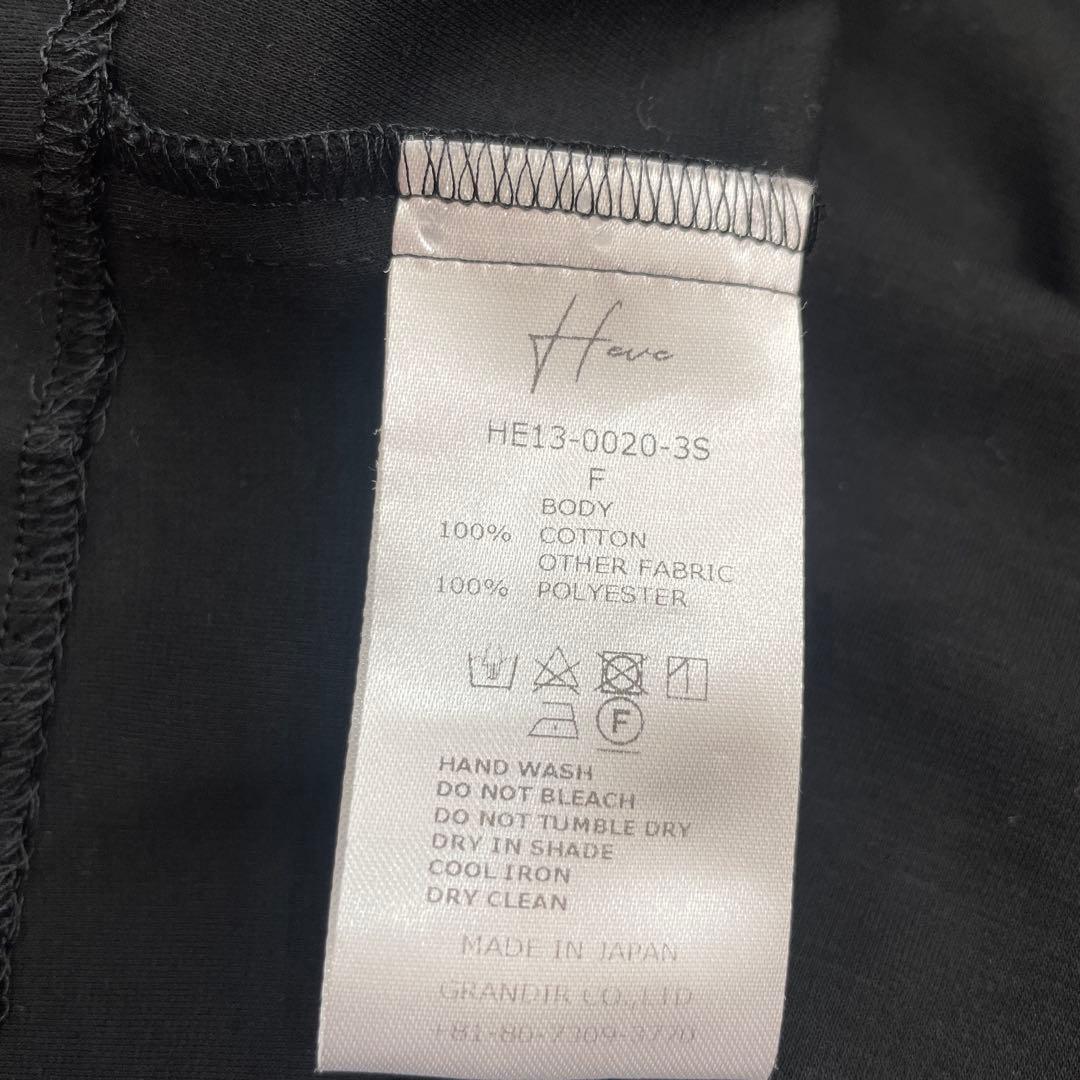 Heve
HE13-0020-3S
F
BODY
100% COTTON
OTHER FABRIC
100% POLYESTER
F
HAND WASH
DO NOT BLEACH
DO NOT TUMBLE DRY
DRY IN SHADE
COOL IRON
DRY CLEAN
MADE IN JAPAN
GRANDIR CO.,LTD